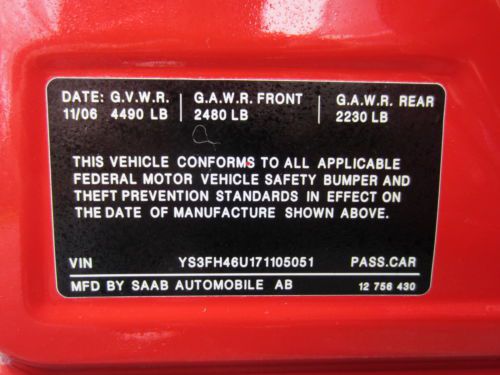 DATE: G.V.W.R. G.A.W.R. FRONT G.A.W.R. REAR
11/06 4490 LB 2480 LB 2230 LB
THIS VEHICLE CONFORMS TO ALL APPLICABLE
FEDERAL MOTOR VEHICLE SAFETY BUMPER AND
THEFT PREVENTION STANDARDS IN EFFECT ON
THE DATE OF MANUFACTURE SHOWN ABOVE.
VIN YS3FH46U171105051 PASS.CAR
MFD BY SAAB AUTOMOBILE AB 12 756 430